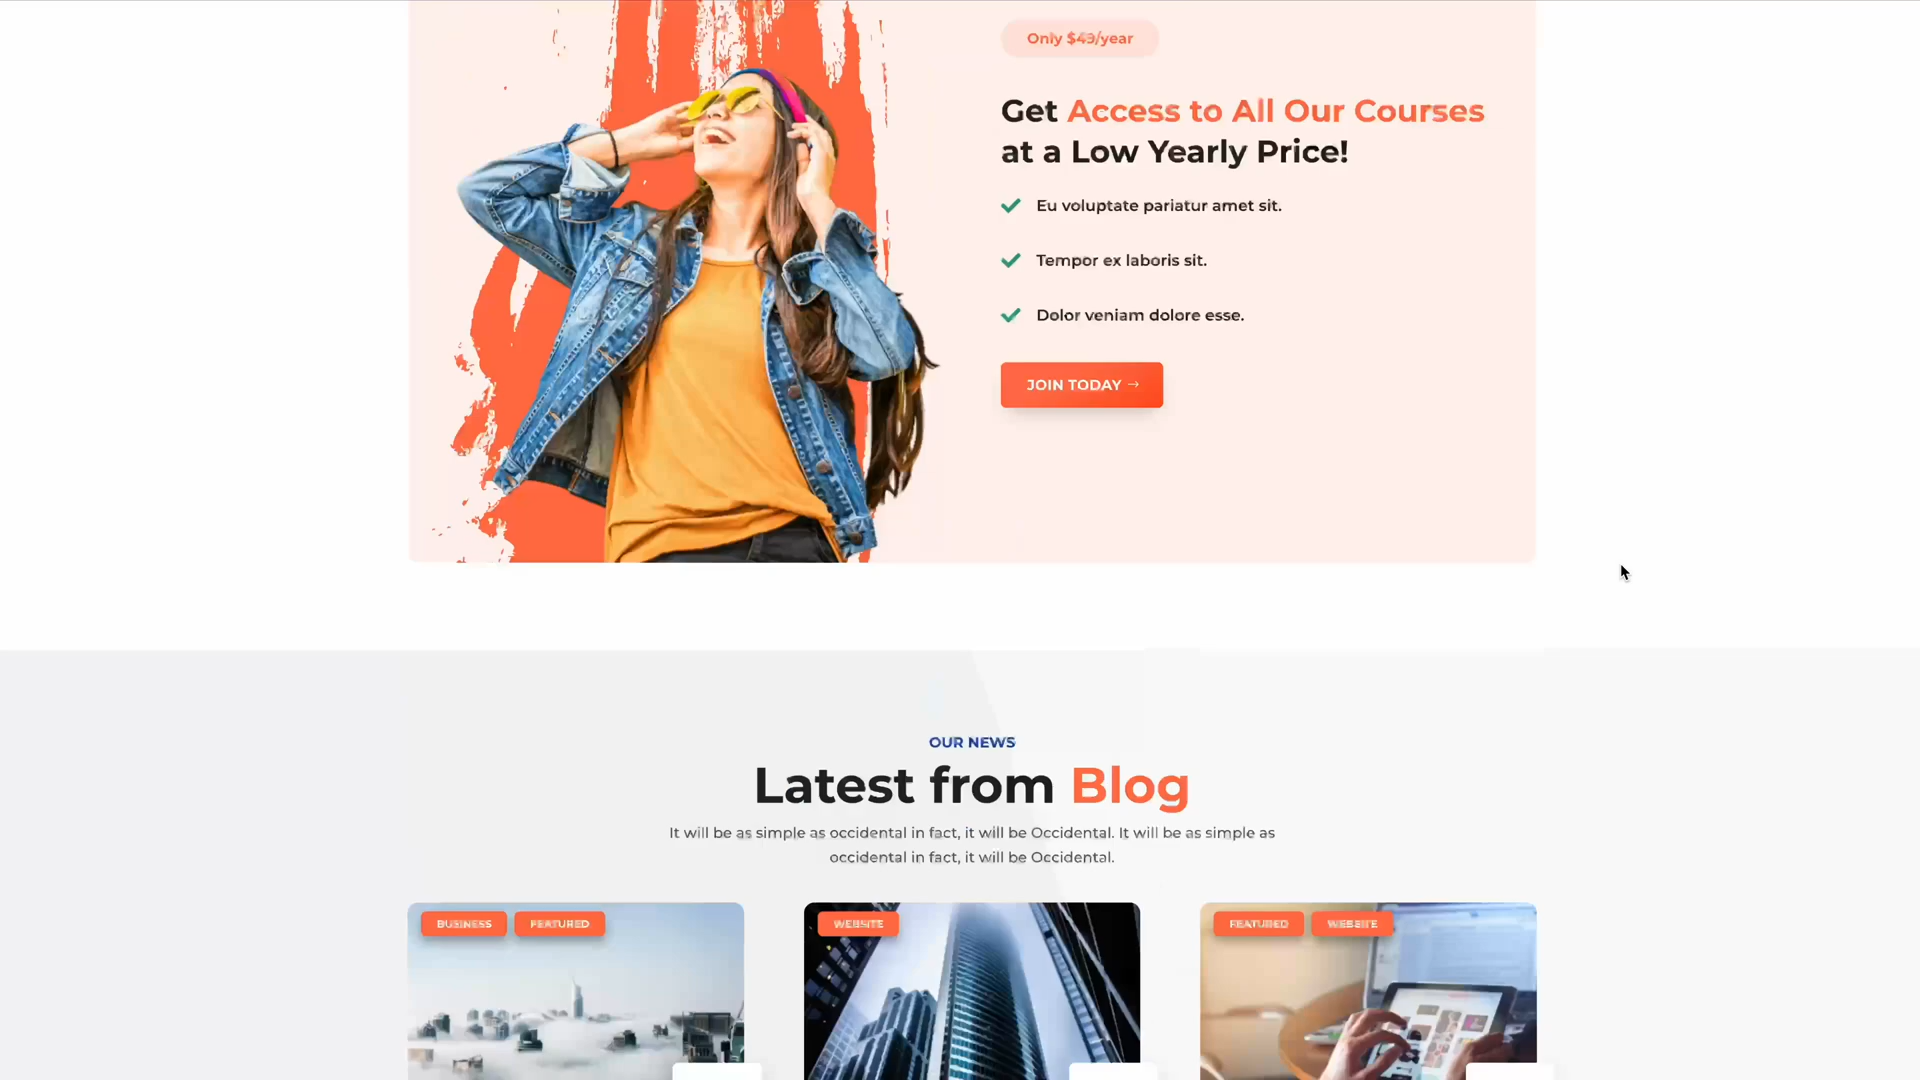 Only $49/year
Get Access to All Our Courses
at a Low Yearly Price!
Eu voluptate pariatur amet sit.
Tempor ex laboris sit.
Dolor veniam dolore esse.
JOIN TODAY →
OUR NEWS
Latest from Blog
It will be as simple as occidental in fact, it will be Occidental. It will be as simple as
occidental in fact, it will be Occidental.
BUSINESS FEATURED
WEBSITE
FEATURED WEBSITE